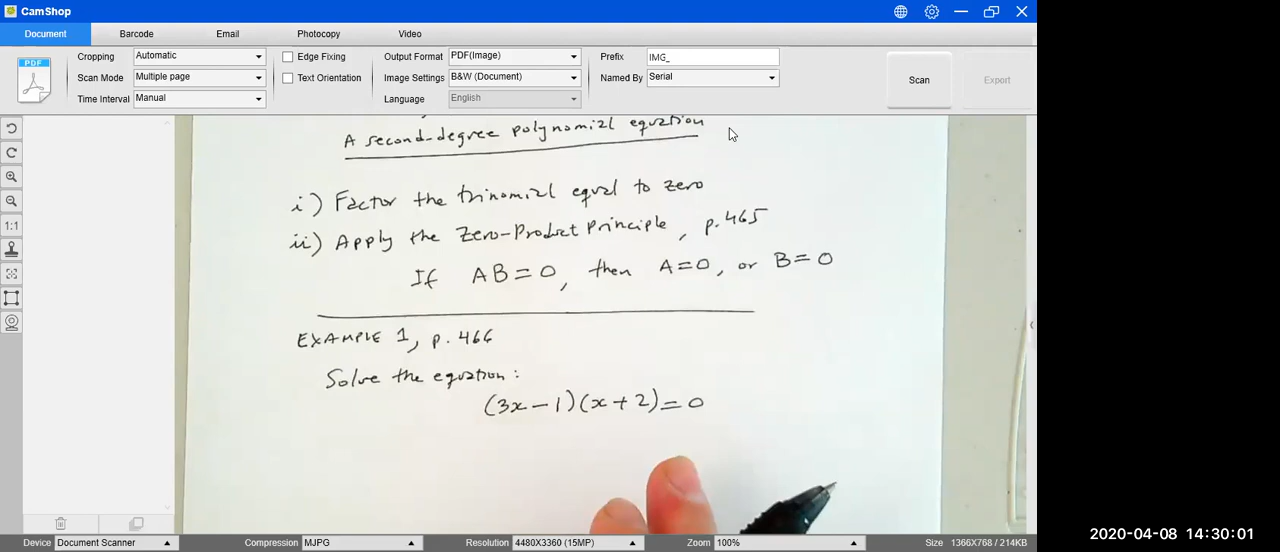 CamShop
Document Barcode Email Photocopy Video
Cropping Automatic Edge Fixing Output Format PDF(Image) Prefix IMG_
PDF Scan Mode Multiple page Text Orientation Image Settings B&W (Document) Named By Serial Scan Export
Time Interval Manual Language English
1:1
A second-degree polynomial equation
i) Factor the trinomial equal to zero
ii) Apply the Zero-Product Principle, p.465
If AB=0, then A=0, or B=0
EXAMPLE 1, p.466
Solve the equation:
(3x-1)(x+2)=0
2020-04-08 14:30:01
Device Document Scanner Compression MJPG Resolution 4480X3360 (15MP) Zoom 100% Size 1366X768 / 214KB